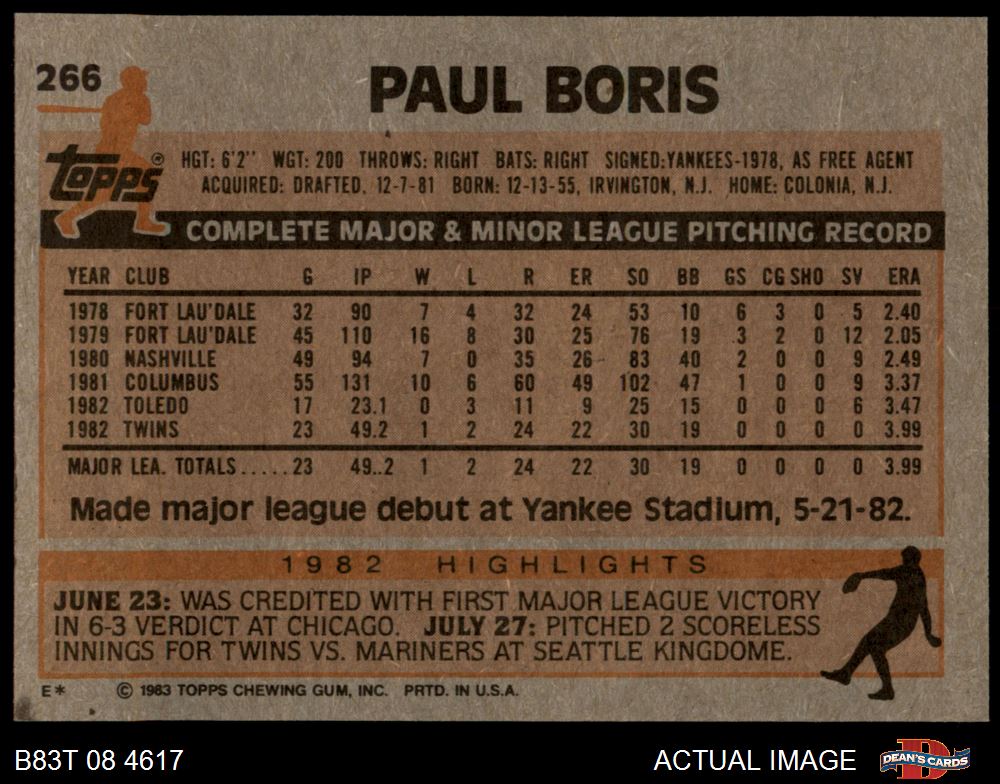 266
PAUL BORIS
Topps ®
HGT: 6'2'' WGT: 200 THROWS: RIGHT BATS: RIGHT SIGNED:YANKEES-1978, AS FREE AGENT
ACQUIRED: DRAFTED, 12-7-81 BORN: 12-13-55, IRVINGTON, N.J. HOME: COLONIA, N.J.
COMPLETE MAJOR & MINOR LEAGUE PITCHING RECORD
YEAR CLUB G IP W L R ER SO BB GS CG SHO SV ERA
1978 FORT LAU'DALE 32 90 7 4 32 24 53 10 6 3 0 5 2.40
1979 FORT LAU'DALE 45 110 16 8 30 25 76 19 3 2 0 12 2.05
1980 NASHVILLE 49 94 7 0 35 26 83 40 2 0 0 9 2.49
1981 COLUMBUS 55 131 10 6 60 49 102 47 1 0 0 9 3.37
1982 TOLEDO 17 23.1 0 3 11 9 25 15 0 0 0 6 3.47
1982 TWINS 23 49.2 1 2 24 22 30 19 0 0 0 0 3.99
MAJOR LEA. TOTALS.....23 49..2 1 2 24 22 30 19 0 0 0 0 3.99
Made major league debut at Yankee Stadium, 5-21-82.
1982 HIGHLIGHTS
JUNE 23: WAS CREDITED WITH FIRST MAJOR LEAGUE VICTORY
IN 6-3 VERDICT AT CHICAGO. JULY 27: PITCHED 2 SCORELESS
INNINGS FOR TWINS VS. MARINERS AT SEATTLE KINGDOME.
E* © 1983 TOPPS CHEWING GUM, INC. PRTD. IN U.S.A.
B83T 08 4617 ACTUAL IMAGE DEAN'S CARDS